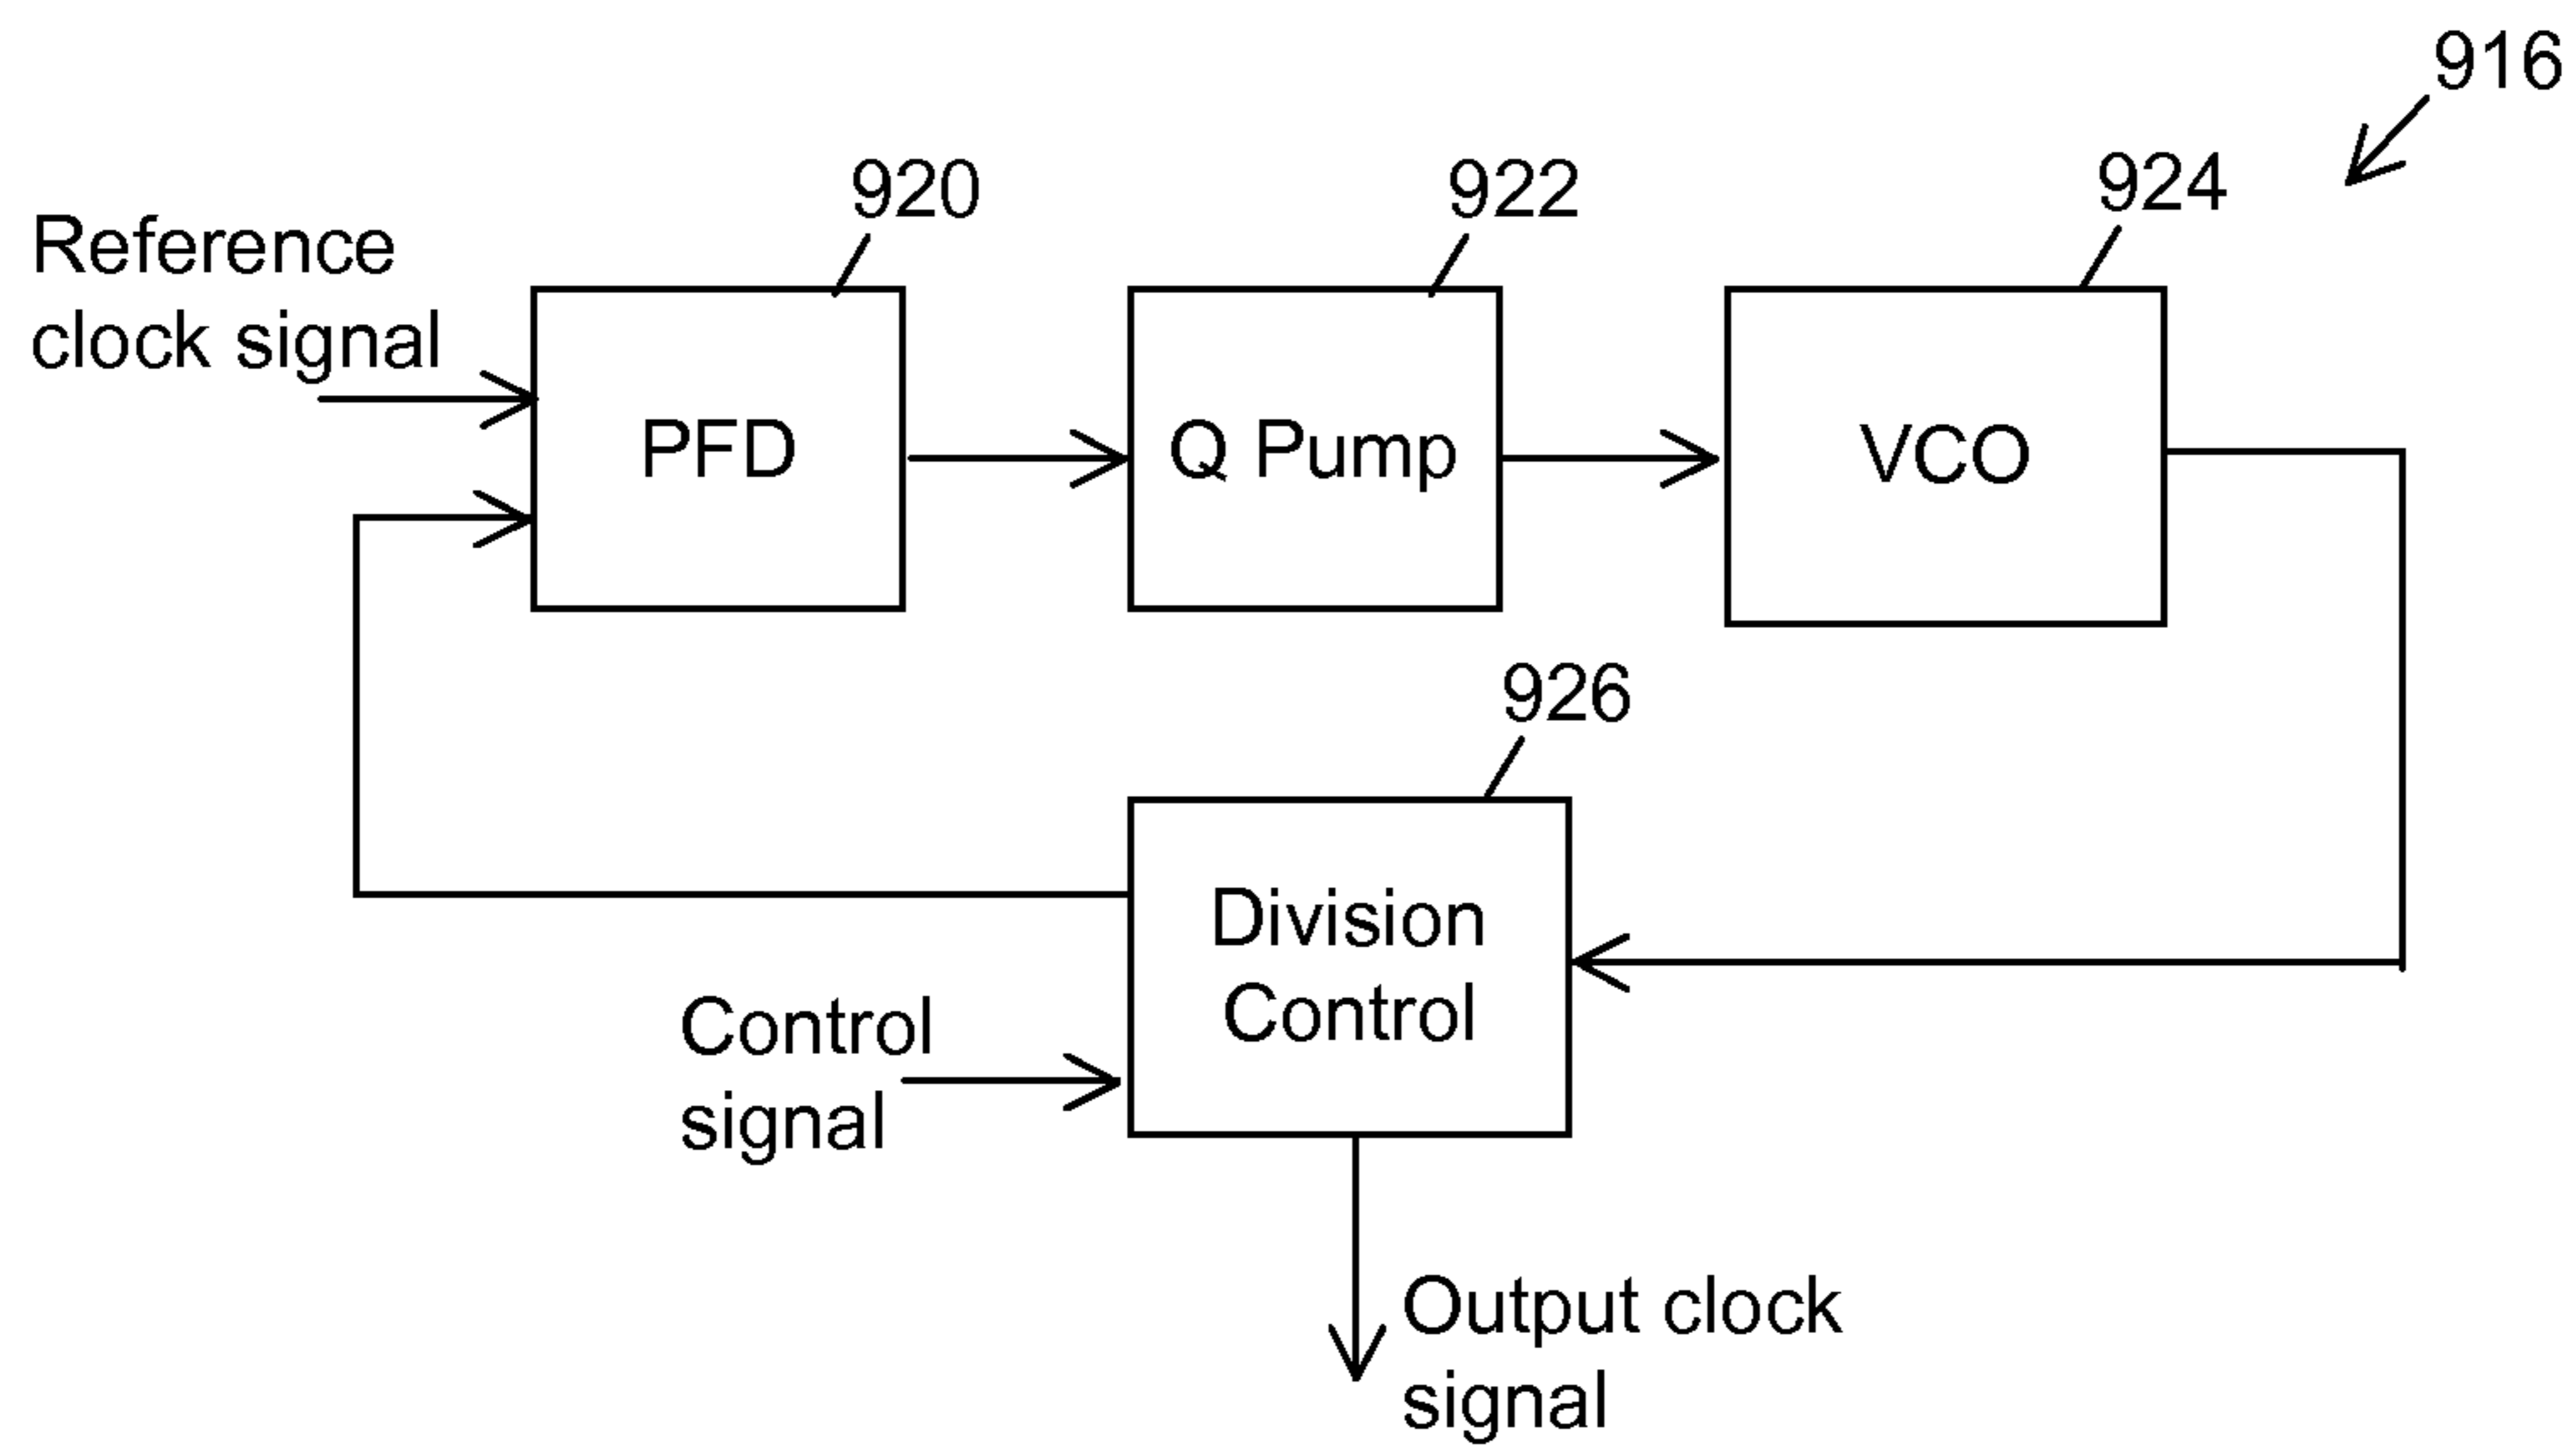 916
920
922
924
Reference
clock signal
PFD
Q Pump
VCO
926
Division
Control
Control
signal
Output clock
signal